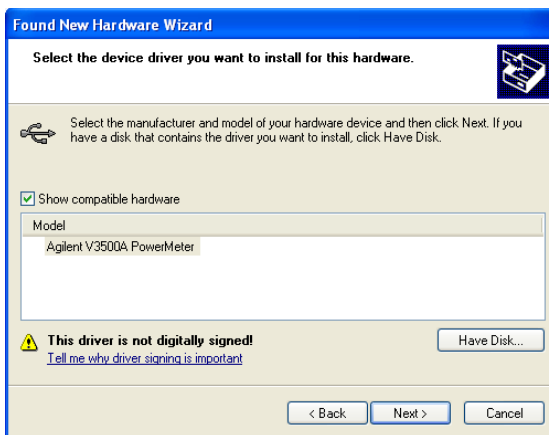 Found New Hardware Wizard
Select the device driver you want to install for this hardware.
Select the manufacturer and model of your hardware device and then click Next. If you
have a disk that contains the driver you want to install, click Have Disk.
Show compatible hardware
Model
Agilent V3500A PowerMeter
This driver is not digitally signed!
Have Disk...
Tell me why driver signing is important
< Back
Next >
Cancel